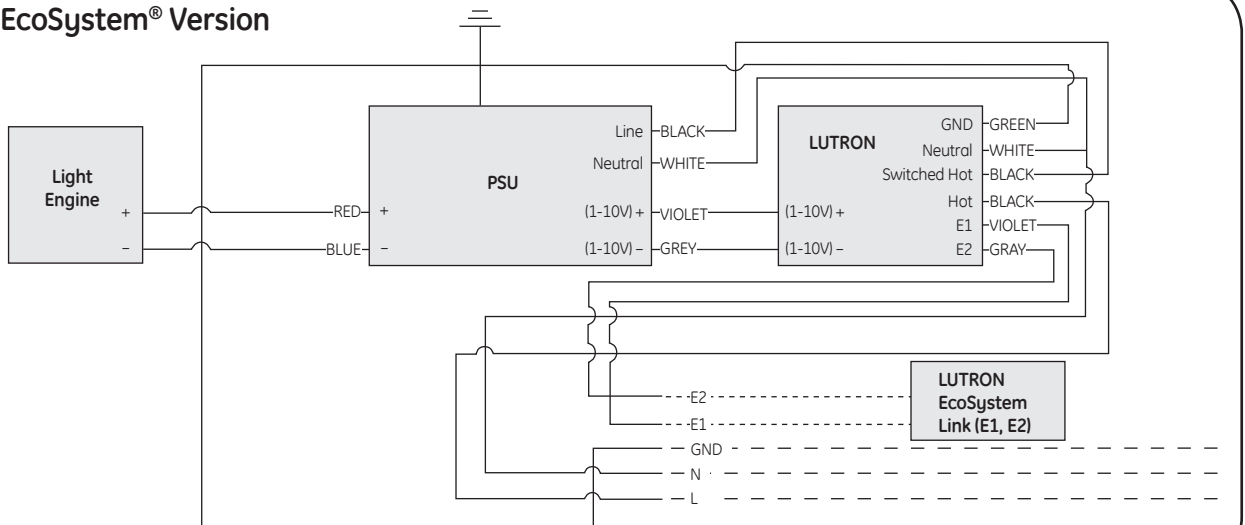 EcoSystem® Version
Light
Engine
+
−
RED
BLUE
+
−
PSU
Line
Neutral
(1-10V) +
(1-10V) −
BLACK
WHITE
VIOLET
GREY
LUTRON
(1-10V) +
(1-10V) −
GND
Neutral
Switched Hot
Hot
E1
E2
GREEN
WHITE
BLACK
BLACK
VIOLET
GRAY
LUTRON
EcoSystem
Link (E1, E2)
E2
E1
GND
N
L